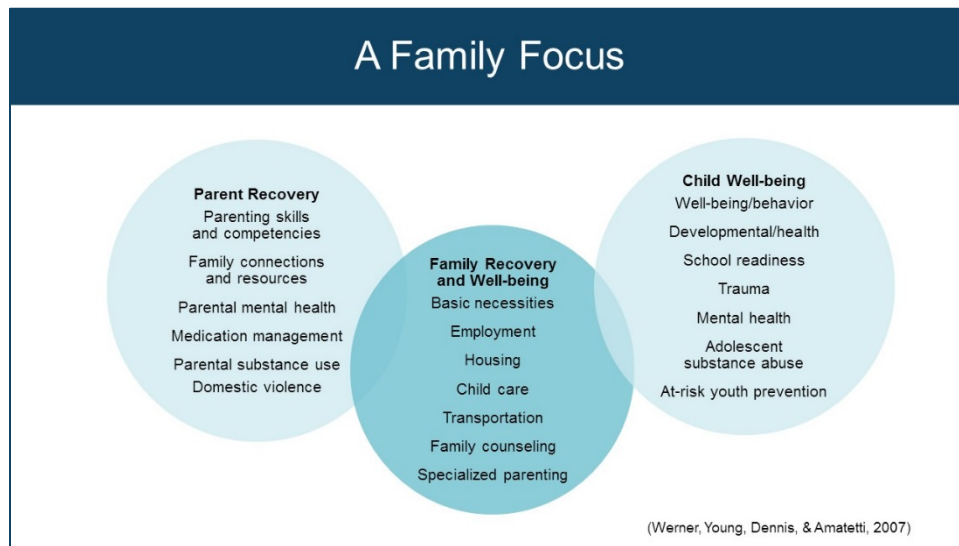 A Family Focus
Parent Recovery
Parenting skills
and competencies
Family connections
and resources
Parental mental health
Medication management
Parental substance use
Domestic violence
Family Recovery
and Well-being
Basic necessities
Employment
Housing
Child care
Transportation
Family counseling
Specialized parenting
Child Well-being
Well-being/behavior
Developmental/health
School readiness
Trauma
Mental health
Adolescent
substance abuse
At-risk youth prevention
(Werner, Young, Dennis, & Amatetti, 2007)